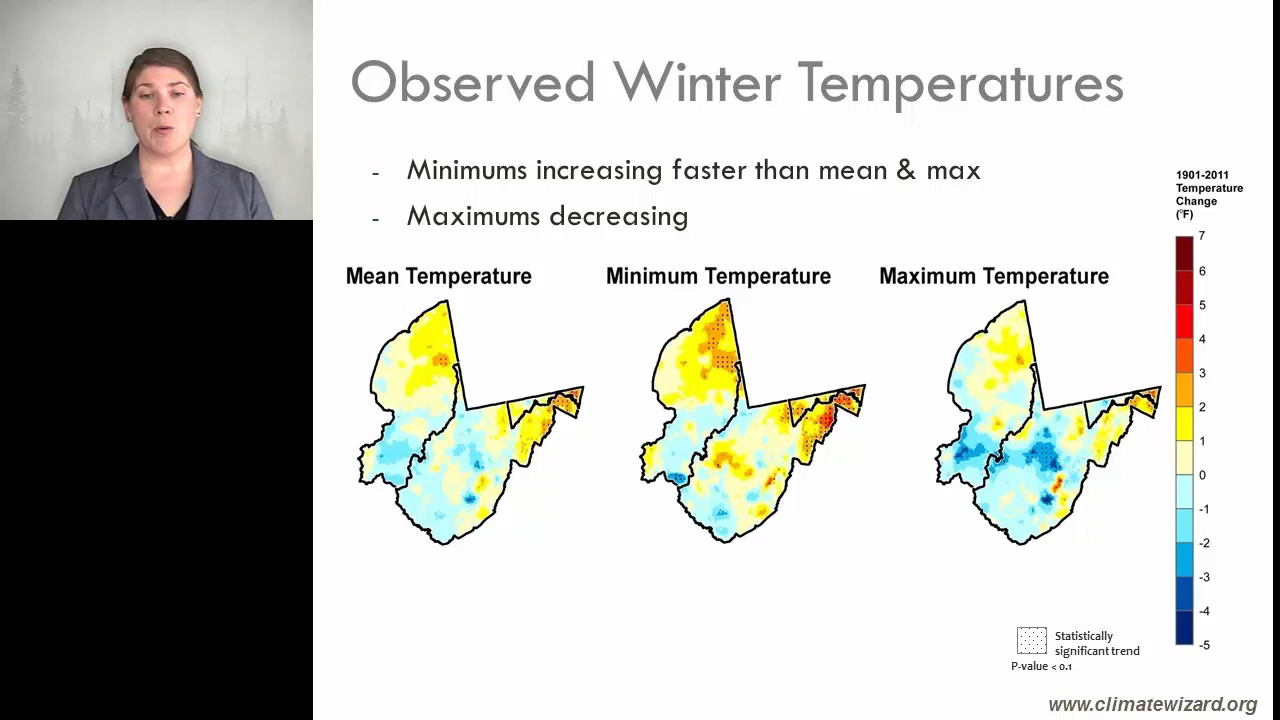 Observed Winter Temperatures
- Minimums increasing faster than mean & max
- Maximums decreasing
Mean Temperature
Minimum Temperature
Maximum Temperature
1901-2011
Temperature
Change
(°F)
7
6
5
4
3
2
1
0
-1
-2
-3
-4
-5
Statistically
significant trend
P-value < 0.1
www.climatewizard.org